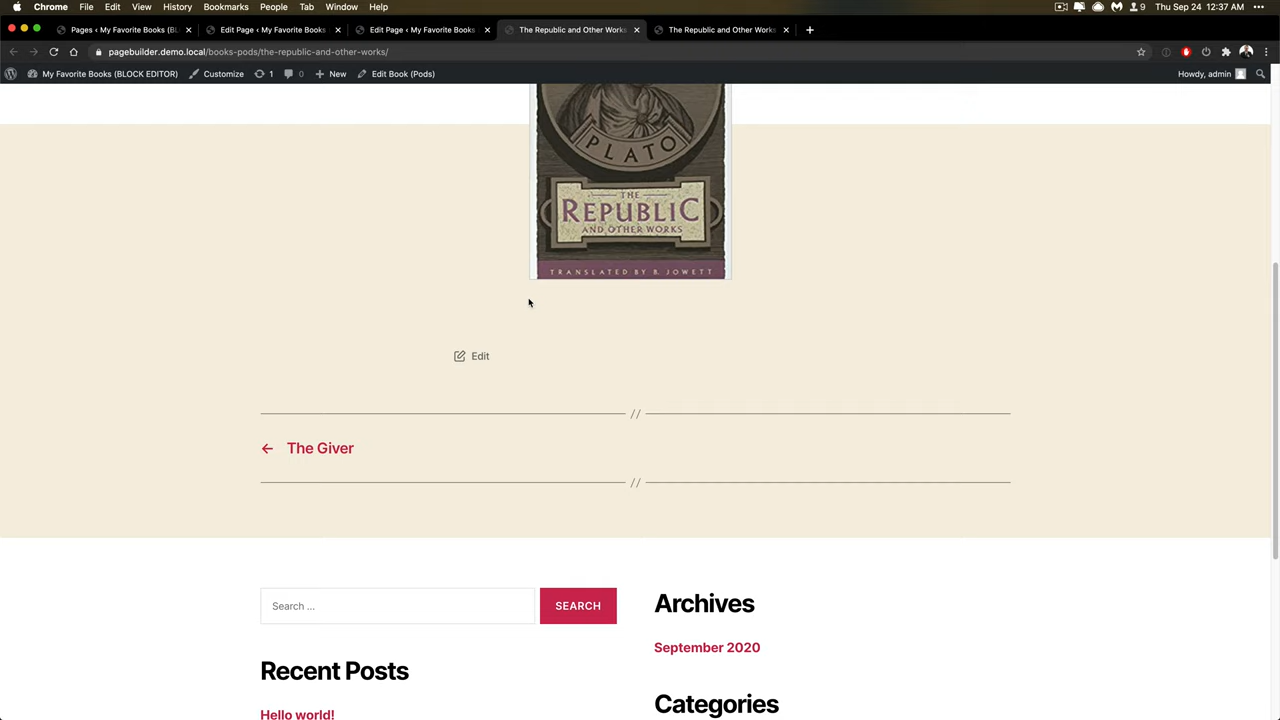 Chrome File Edit View History Bookmarks People Tab Window Help 9 Thu Sep 24 12:37 AM
Pages ‹ My Favorite Books (BL Edit Page ‹ My Favorite Books Edit Page ‹ My Favorite Books The Republic and Other Works The Republic and Other Works
pagebuilder.demo.local/books-pods/the-republic-and-other-works/
My Favorite Books (BLOCK EDITOR) Customize 1 0 New Edit Book (Pods) Howdy, admin
PLATO
THE
REPUBLIC
AND OTHER WORKS
TRANSLATED BY B. JOWETT
Edit
//
← The Giver
//
Search …
SEARCH
Archives
September 2020
Recent Posts
Hello world!
Categories